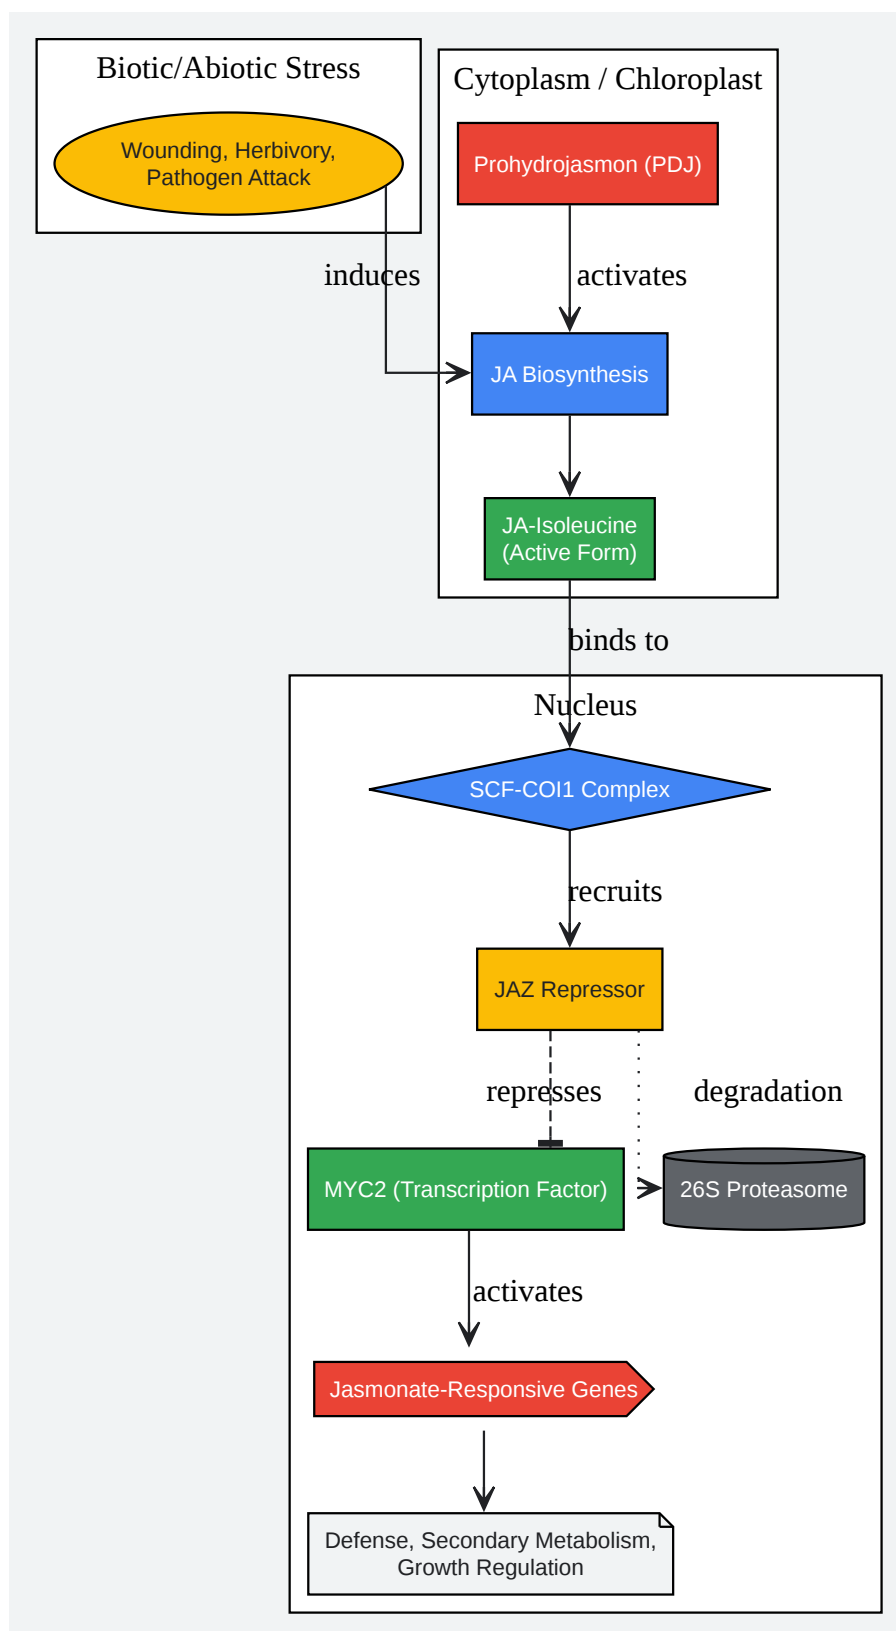 Biotic/Abiotic Stress
Wounding, Herbivory,
Pathogen Attack
Cytoplasm / Chloroplast
Prohydrojasmon (PDJ)
induces
activates
JA Biosynthesis
JA-Isoleucine
(Active Form)
binds to
Nucleus
SCF-COI1 Complex
recruits
JAZ Repressor
represses
degradation
MYC2 (Transcription Factor)
26S Proteasome
activates
Jasmonate-Responsive Genes
Defense, Secondary Metabolism,
Growth Regulation